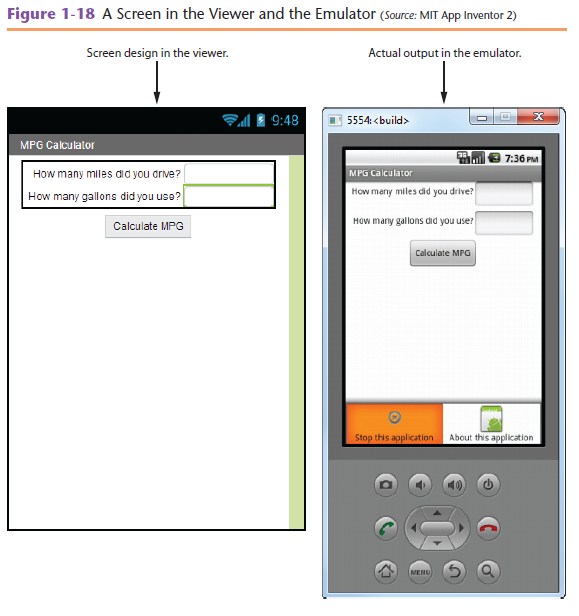 Figure 1-18 A Screen in the Viewer and the Emulator (Source: MIT App Inventor 2)
Screen design in the viewer.
Actual output in the emulator.
9:48
MPG Calculator
How many miles did you drive?
How many gallons did you use?
Calculate MPG
5554:<build>
7:36 PM
MPG Calculator
How many miles did you drive?
How many gallons did you use?
Calculate MPG
Stop this application
About this application
MENU